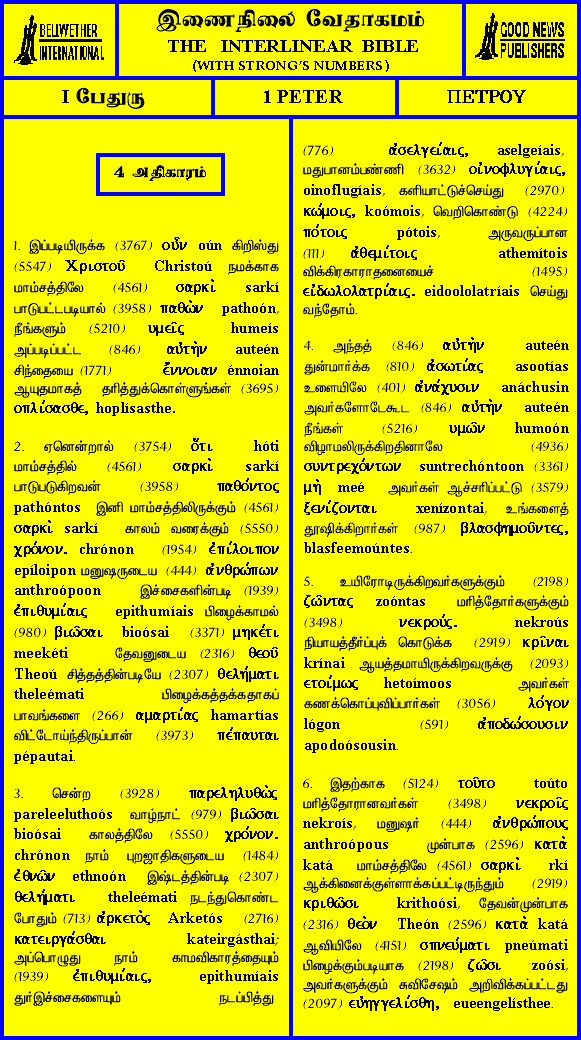 BELLWETHER
INTERNATIONAL
இணைநிலை வேதாகமம்
THE INTERLINEAR BIBLE
(WITH STRONG'S NUMBERS)
GOOD NEWS
PUBLISHERS
I பேதுரு
1 PETER
ΠΕΤΡΟΥ
4 அதிகாரம்
1. இப்படியிருக்க (3767) οὖν oún கிறிஸ்து
(5547) Χριστοῦ Christoú நமக்காக
மாம்சத்திலே (4561) σαρκὶ sarkí
பாடுபட்டபடியால் (3958) παθὼν pathoón,
நீங்களும் (5210) υμεῖς humeís
அப்படிப்பட்ட (846) αὐτὴν auteén
சிந்தையை (1771) ἔννοιαν énnoian
ஆயுதமாகத் தரித்துக்கொள்ளுங்கள் (3695)
οπλίσασθε, hoplísasthe.
2. ஏனென்றால் (3754) ὅτι hóti
மாம்சத்தில் (4561) σαρκὶ sarkí
பாடுபடுகிறவன் (3958) παθόντος
pathóntos இனி மாம்சத்திலிருக்கும் (4561)
σαρκὶ sarkí காலம் வரைக்கும் (5550)
χρόνον. chrónon (1954) ἐπίλοιπον
epíloipon மனுஷருடைய (444) ἀνθρώπων
anthroópoon இச்சைகளின்படி (1939)
ἐπιθυμίαις epithumíais பிழைக்காமல்
(980) βιῶσαι bioósai (3371) μηκέτι
meekéti தேவனுடைய (2316) θεοῦ
Theoú சித்தத்தின்படியே (2307) θελήματι
theleémati பிழைக்கத்தக்கதாகப்
பாவங்களை (266) αμαρτίας hamartías
விட்டோய்ந்திருப்பான் (3973) πέπαυται
pépautai.
3. சென்ற (3928) παρεληλυθὼς
pareleeluthoós வாழ்நாட் (979) βιῶσαι
bioósai காலத்திலே (5550) χρόνον.
chrónon நாம் புறஜாதிகளுடைய (1484)
ἐθνῶν ethnoón இஷ்டத்தின்படி (2307)
θελήματι theleémati நடந்துகொண்ட
போதும் (713) ἀρκετὸς Arketós (2716)
κατειργάσθαι kateirgásthai;
அப்பொழுது நாம் காமவிகாரத்தையும்
(1939) ἐπιθυμίαις, epithumíais
துர்இச்சைகளையும் நடப்பித்து
(776) ἀσελγείαις, aselgeíais,
மதுபானம்பண்ணி (3632) οἰνοφλυγίαις,
oinoflugíais, களியாட்டுச்செய்து (2970)
κώμοις, koómois, வெறிகொண்டு (4224)
πότοις pótois, அருவருப்பான
(111) ἀθεμίτοις athemítois
விக்கிரகாராதனையைச் (1495)
εἰδωλολατρίαις. eidoololatríais செய்து
வந்தோம்.
4. அந்தத் (846) αὐτὴν auteén
துன்மார்க்க (810) ἀσωτίας asootías
உளையிலே (401) ἀνάχυσιν anáchusin
அவர்களோடேகூட (846) αὐτὴν auteén
நீங்கள் (5216) υμῶν humoón
விழாமலிருக்கிறதினாலே (4936)
συντρεχόντων suntrechóntoon (3361)
μὴ meé அவர்கள் ஆச்சரிப்பட்டு (3579)
ξενίζονται xenízontai, உங்களைத்
தூஷிக்கிறார்கள் (987) βλασφημοῦντες,
blasfeemoúntes.
5. உயிரோடிருக்கிறவர்களுக்கும் (2198)
ζῶντας zoóntas மரித்தோர்களுக்கும்
(3498) νεκρούς. nekroús
நியாயத்தீர்ப்புக் கொடுக்க (2919) κρῖναι
krínai ஆயத்தமாயிருக்கிறவருக்கு (2093)
ετοίμως hetoímoos அவர்கள்
கணக்கொப்புவிப்பார்கள் (3056) λόγον
lógon (591) ἀποδώσουσιν
apodoósousin.
6. இதற்காக (5124) τοῦτο toúto
மரித்தோரானவர்கள் (3498) νεκροῖς
nekroís, மனுஷர் (444) ἀνθρώπους
anthroópous முன்பாக (2596) κατὰ
katá மாம்சத்திலே (4561) σαρκὶ rkí
ஆக்கினைக்குள்ளாக்கப்பட்டிருந்தும் (2919)
κριθῶσι krithoósi, தேவன்முன்பாக
(2316) θεὸν Theón (2596) κατὰ katá
ஆவியிலே (4151) σπνεύματι pneúmati
பிழைக்கும்படியாக (2198) ζῶσι zoósi,
அவர்களுக்கும் சுவிசேஷம் அறிவிக்கப்பட்டது
(2097) εὐηγγελίσθη, eueengelísthee.